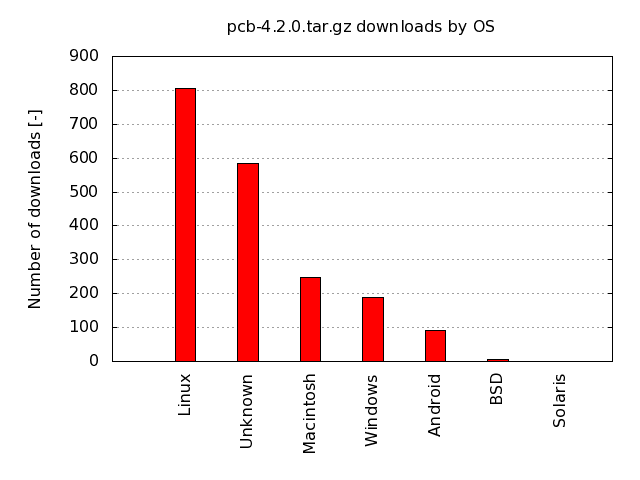 pcb-4.2.0.tar.gz downloads by OS
Number of downloads [-]
900
800
700
600
500
400
300
200
100
0
Linux
Unknown
Macintosh
Windows
Android
BSD
Solaris